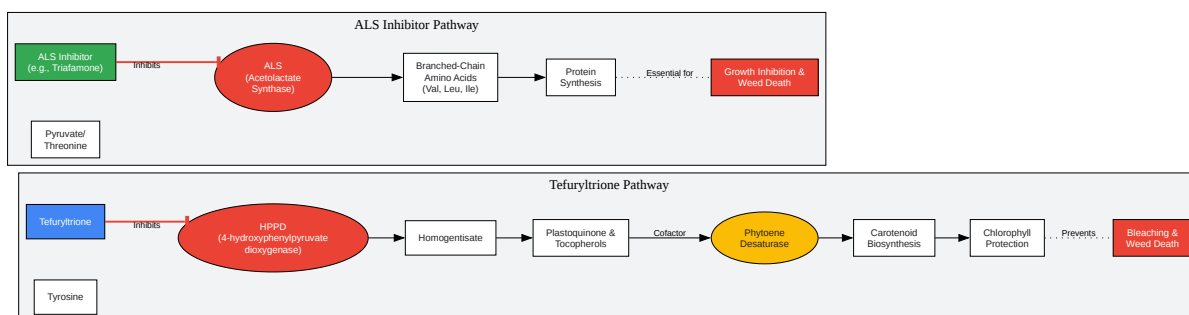 ALS Inhibitor Pathway
ALS Inhibitor
(e.g., Triafamone)
Inhibits
ALS
(Acetolactate
Synthase)
Branched-Chain
Amino Acids
(Val, Leu, Ile)
Protein
Synthesis
Essential for
Growth Inhibition &
Weed Death
Pyruvate/
Threonine
Tefuryltrione Pathway
Tefuryltrione
Inhibits
HPPD
(4-hydroxyphenylpyruvate
dioxygenase)
Homogentisate
Plastoquinone &
Tocopherols
Cofactor
Phytoene
Desaturase
Carotenoid
Biosynthesis
Chlorophyll
Protection
Prevents
Bleaching &
Weed Death
Tyrosine